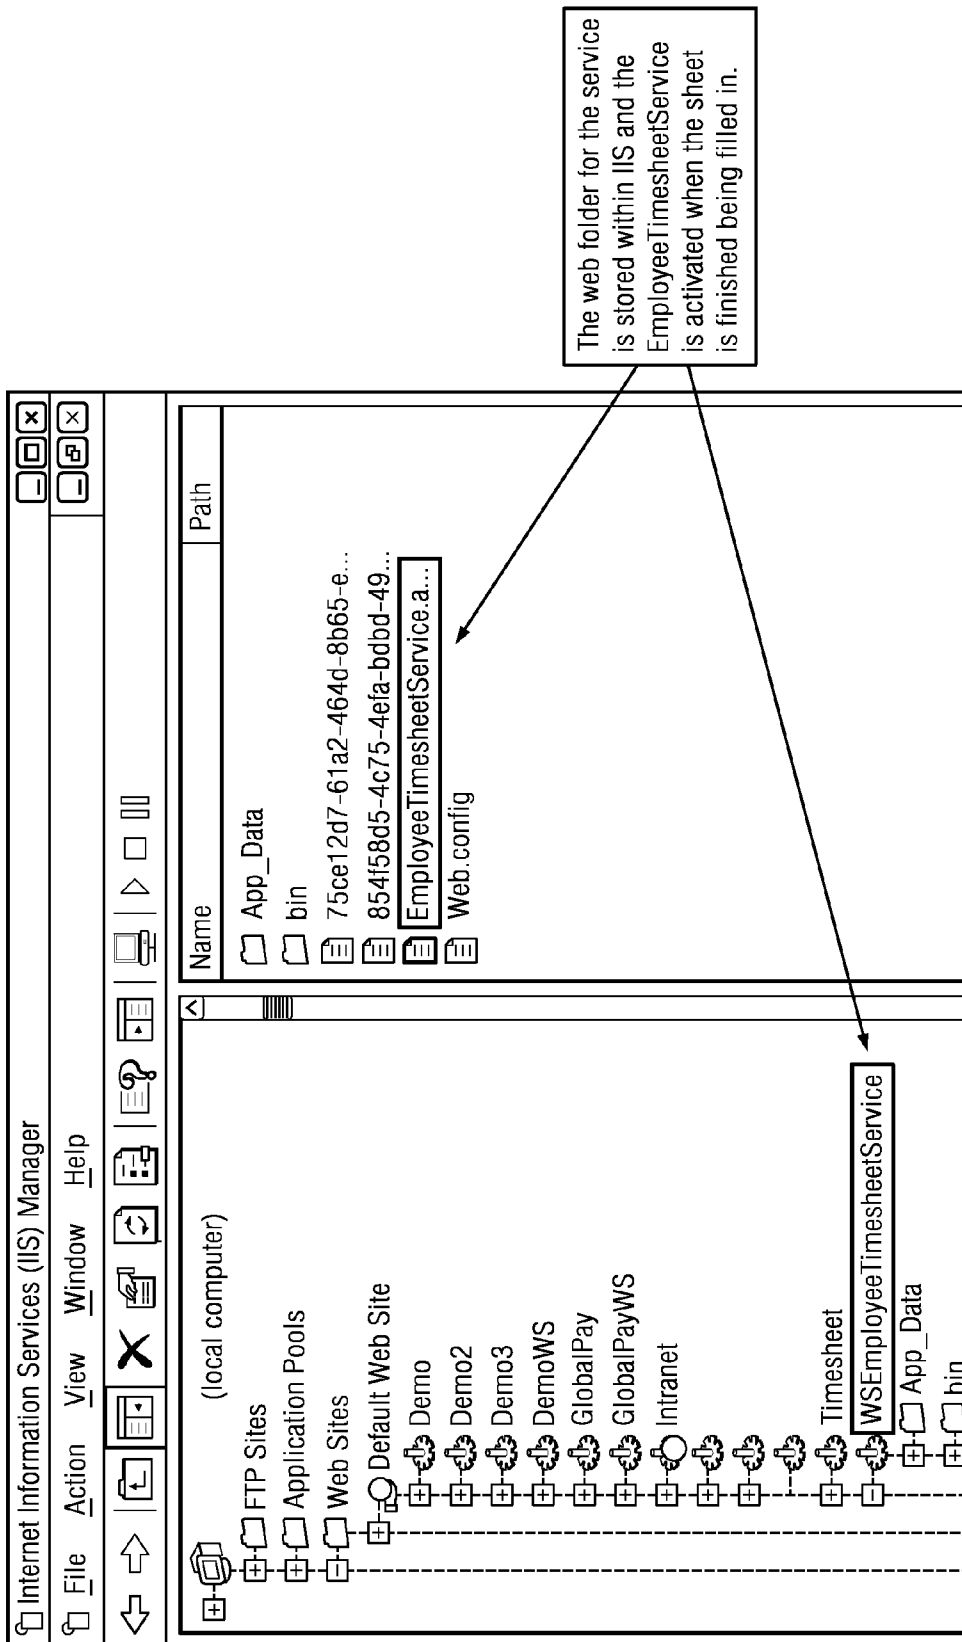 Internet Information Services (IIS) Manager
File Action View Window Help
(local computer)
FTP Sites
Application Pools
Web Sites
Default Web Site
Demo
Demo2
Demo3
DemoWS
GlobalPay
GlobalPayWS
Intranet
Timesheet
WSEmployeeTimesheetService
App_Data
bin
Name Path
App_Data
bin
75ce12d7-61a2-464d-8b65-e...
854f58d5-4c75-4efa-bdbd-49...
EmployeeTimesheetService.a...
Web.config
The web folder for the service
is stored within IIS and the
EmployeeTimesheetService
is activated when the sheet
is finished being filled in.